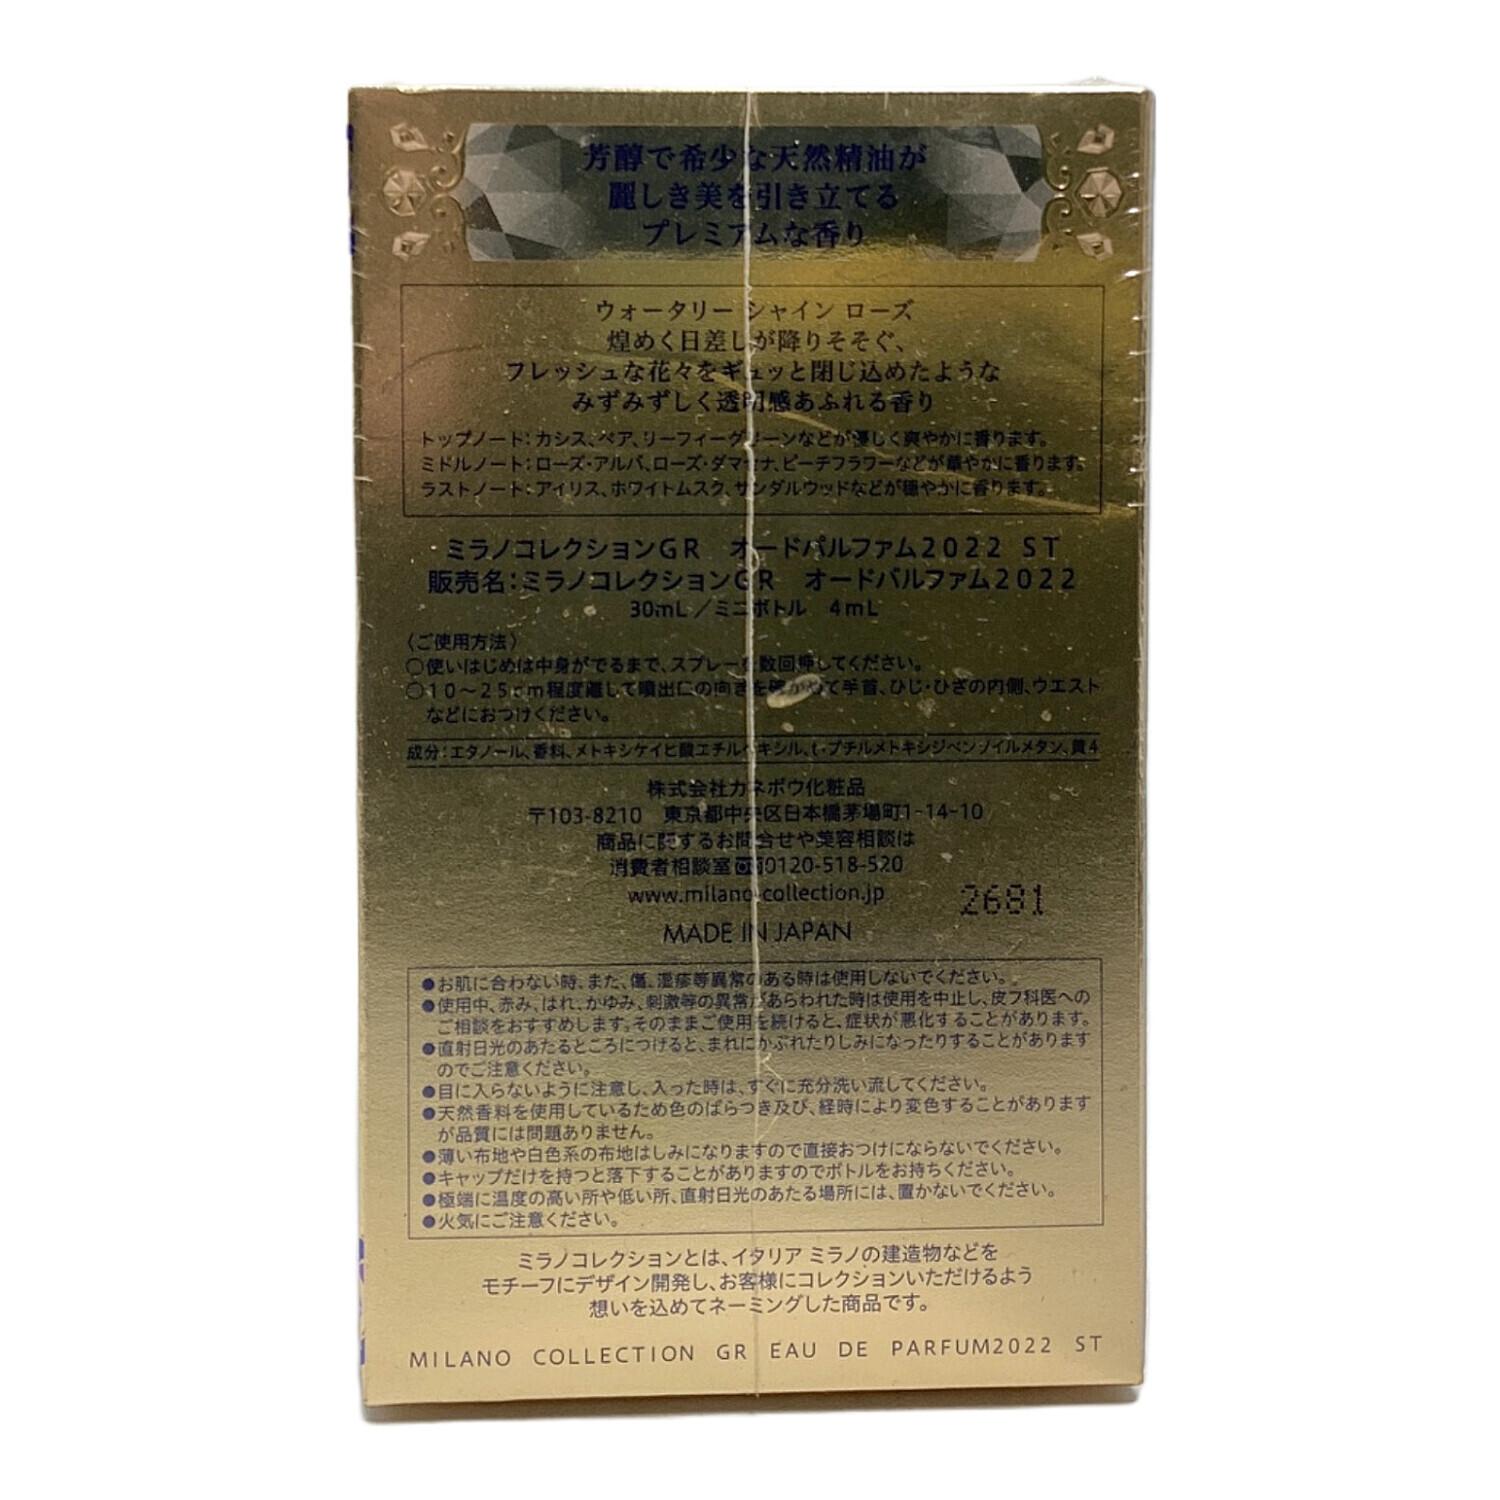 芳醇で希少な天然精油が
麗しき美を引き立てる
プレミアムな香り
ウォータリー シャイン ローズ
煌めく日差しが降りそそぐ、
フレッシュな花々をギュッと閉じ込めたような
みずみずしく透明感あふれる香り
トップノート：カシス、ペア、リーフィーグリーンなどが優しく爽やかに香ります。
ミドルノート：ローズ・アルバ、ローズ・ダマセナ、ピーチフラワーなどが華やかに香ります。
ラストノート：アイリス、ホワイトムスク、サンダルウッドなどが穏やかに香ります。
ミラノコレクションGR オードパルファム2022 ST
販売名：ミラノコレクションGR オードパルファム2022
30mL／ミニボトル 4mL
〈ご使用方法〉
○使いはじめは中身がでるまで、スプレーを数回押してください。
○10～25cm程度離して噴出口の向きを確かめて手首、ひじ・ひざの内側、ウエスト
などにおつけください。
成分：エタノール、香料、メトキシケイヒ酸エチルヘキシル、t-ブチルメトキシジベンゾイルメタン、黄4
株式会社カネボウ化粧品
〒103-8210 東京都中央区日本橋茅場町1-14-10
商品に関するお問合せや美容相談は
消費者相談室 0120-518-520
www.milano-collection.jp
2681
MADE IN JAPAN
●お肌に合わない時、また、傷、湿疹等異常のある時は使用しないでください。
●使用中、赤み、はれ、かゆみ、刺激等の異常があらわれた時は使用を中止し、皮フ科医への
ご相談をおすすめします。そのままご使用を続けると、症状が悪化することがあります。
●直射日光のあたるところにつけると、まれにかぶれたりしみになったりすることがあります
のでご注意ください。
●目に入らないように注意し、入った時は、すぐに充分洗い流してください。
●天然香料を使用しているため色のばらつき及び、経時により変色することがあります
が品質には問題ありません。
●薄い布地や白色系の布地はしみになりますので直接おつけにならないでください。
●キャップだけを持つと落下することがありますのでボトルをお持ちください。
●極端に温度の高い所や低い所、直射日光のあたる場所には、置かないでください。
●火気にご注意ください。
ミラノコレクションとは、イタリア ミラノの建造物などを
モチーフにデザイン開発し、お客様にコレクションいただけるよう
想いを込めてネーミングした商品です。
MILANO COLLECTION GR EAU DE PARFUM2022 ST